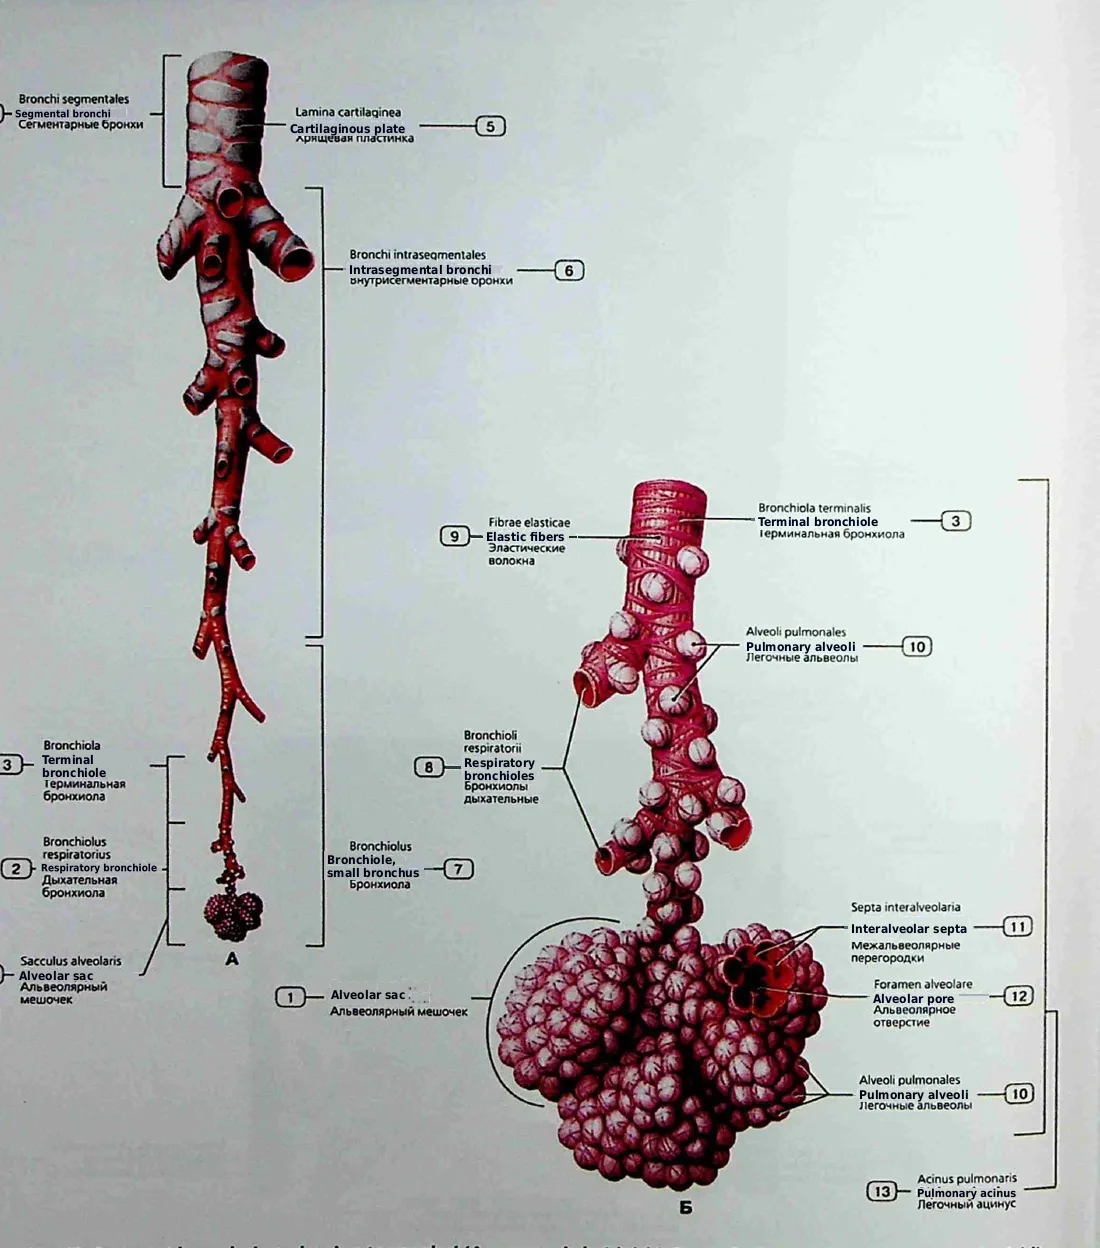 Bronchi segmentales
Segmental bronchi
Сегментарные бронхи
Lamina cartilaginea
Cartilaginous plate
Хрящевая пластинка
5
Bronchi intrasegmentales
Intrasegmental bronchi
Внутрисегментарные бронхи
6
Fibrae elasticae
9 Elastic fibers
Эластические
волокна
Bronchiola terminalis
Terminal bronchiole
Терминальная бронхиола
3
Alveoli pulmonales
Pulmonary alveoli
Легочные альвеолы
10
Bronchiola
3 Terminal
bronchiole
Терминальная
бронхиола
Bronchioli
respiratorii
8 Respiratory
bronchioles
Бронхиолы
дыхательные
Bronchiolus
respiratorius
2 Respiratory bronchiole
Дыхательная
бронхиола
Bronchiolus
Bronchiole,
small bronchus
Бронхиола
7
Sacculus alveolaris
Alveolar sac
Альвеолярный
мешочек
А
1 Alveolar sac
Альвеолярный мешочек
Septa interalveolaria
Interalveolar septa
Межальвеолярные
перегородки
11
Foramen alveolare
Alveolar pore
Альвеолярное
отверстие
12
Alveoli pulmonales
Pulmonary alveoli
Легочные альвеолы
10
Acinus pulmonaris
13 Pulmonary acinus
Легочный ацинус
Б